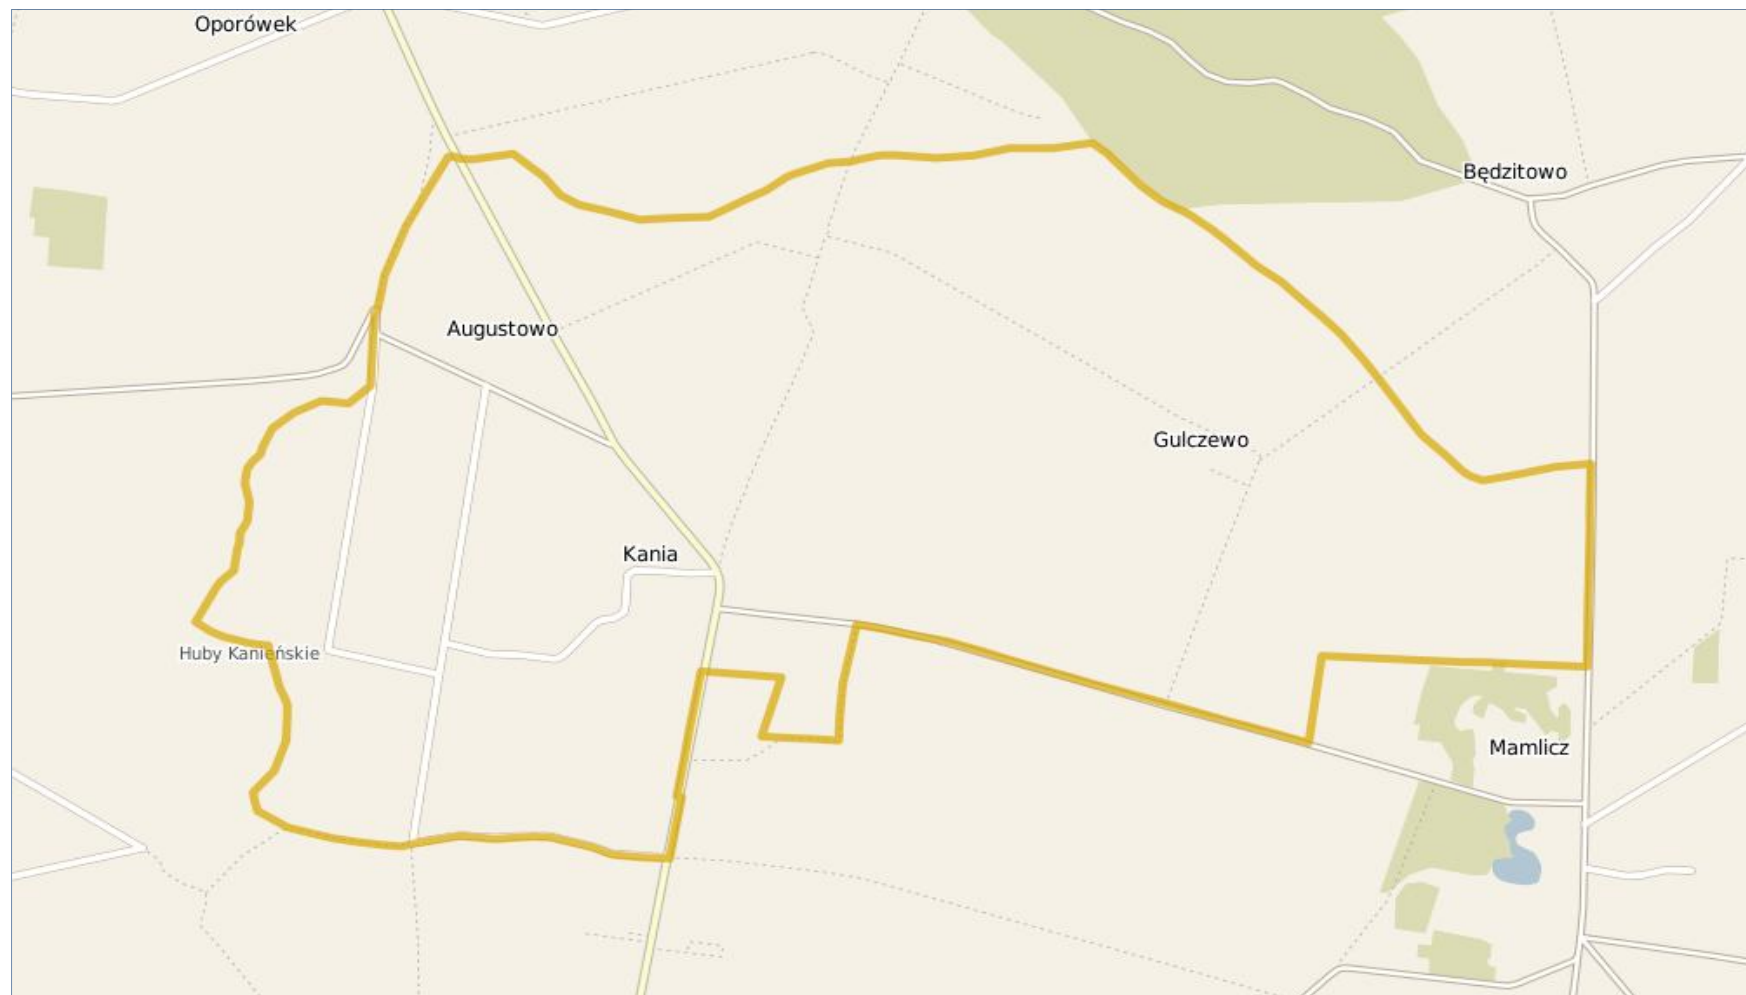 Oporówek
Będzitowo
Augustowo
Gulczewo
Kania
Huby Kanieńskie
Mamlicz